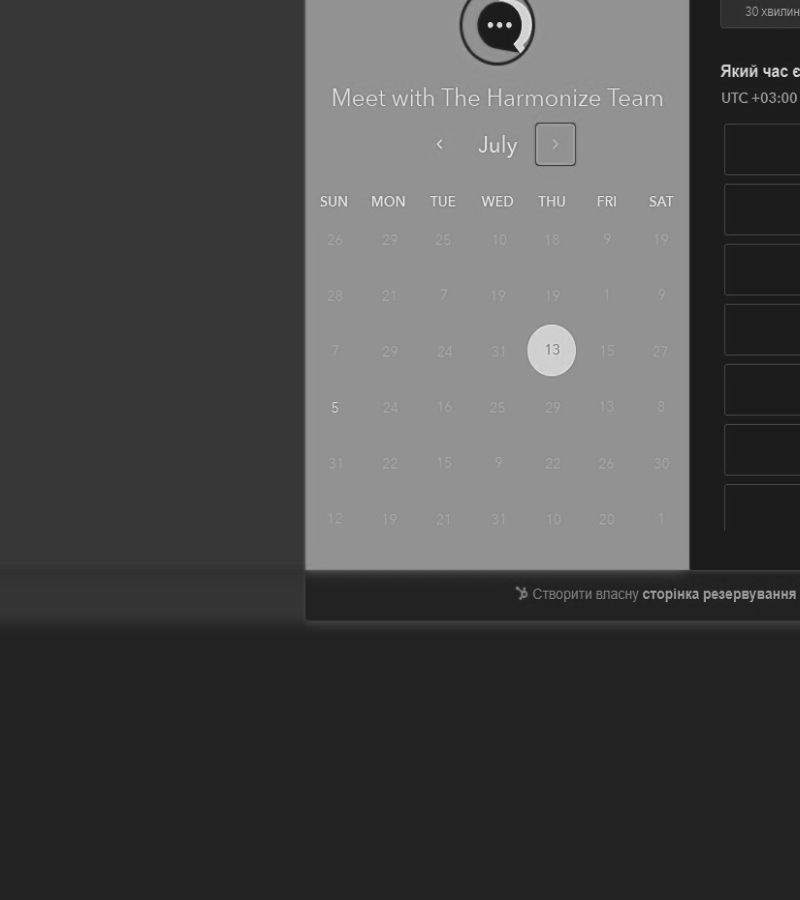 30 хвилин
Meet with The Harmonize Team
Який час є
July
UTC +03:00
SUN MON TUE WED THU FRI SAT
26 29 25 10 18 9 19
28 21 7 19 19 1 9
7 29 24 31 13 15 27
5 24 16 25 29 13 8
31 22 15 9 22 26 30
12 19 21 31 10 20 1
Створити власну сторінка резервування